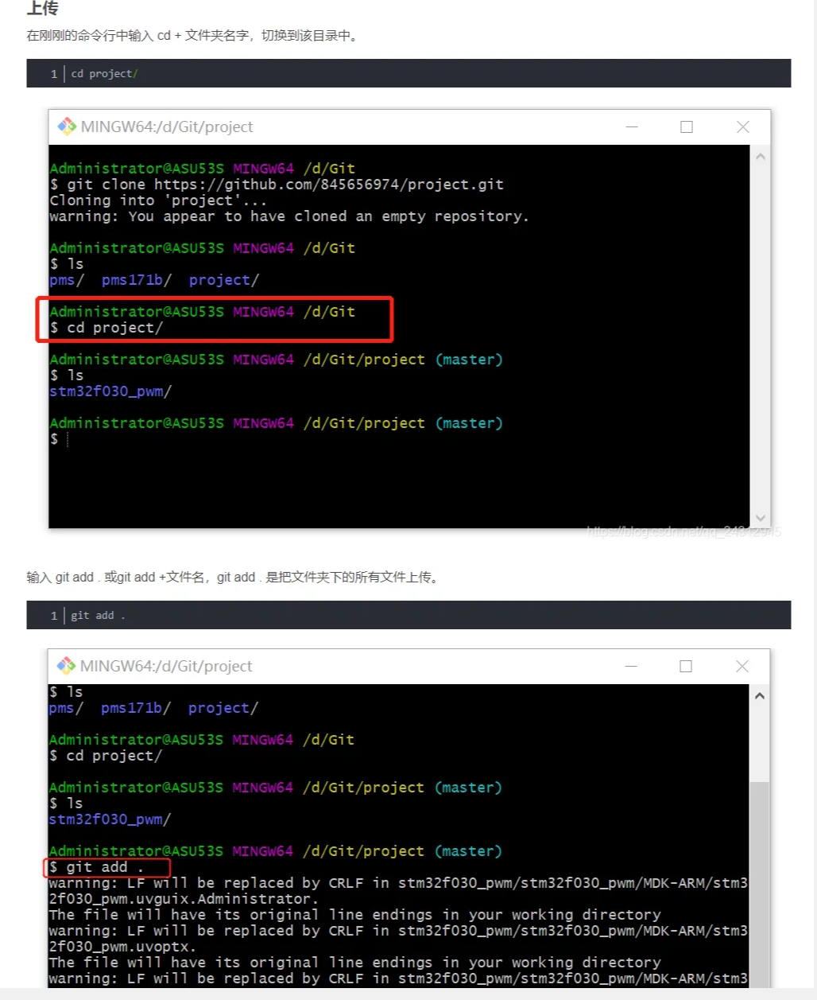 上传
在刚刚的命令行中输入 cd + 文件夹名字，切换到该目录中。
1 cd project/
MINGW64:/d/Git/project
Administrator@ASU53S MINGW64 /d/Git
$ git clone https://github.com/845656974/project.git
Cloning into 'project'...
warning: You appear to have cloned an empty repository.
Administrator@ASU53S MINGW64 /d/Git
$ ls
pms/ pms171b/ project/
Administrator@ASU53S MINGW64 /d/Git
$ cd project/
Administrator@ASU53S MINGW64 /d/Git/project (master)
$ ls
stm32f030_pwm/
Administrator@ASU53S MINGW64 /d/Git/project (master)
$
输入 git add . 或git add +文件名，git add . 是把文件夹下的所有文件上传。
1 git add .
MINGW64:/d/Git/project
$ ls
pms/ pms171b/ project/
Administrator@ASU53S MINGW64 /d/Git
$ cd project/
Administrator@ASU53S MINGW64 /d/Git/project (master)
$ ls
stm32f030_pwm/
Administrator@ASU53S MINGW64 /d/Git/project (master)
$ git add .
warning: LF will be replaced by CRLF in stm32f030_pwm/stm32f030_pwm/MDK-ARM/stm3
2f030_pwm.uvguix.Administrator.
The file will have its original line endings in your working directory
warning: LF will be replaced by CRLF in stm32f030_pwm/stm32f030_pwm/MDK-ARM/stm3
2f030_pwm.uvoptx.
The file will have its original line endings in your working directory
warning: LF will be replaced by CRLF in stm32f030_pwm/stm32f030_pwm/MDK-ARM/stm3